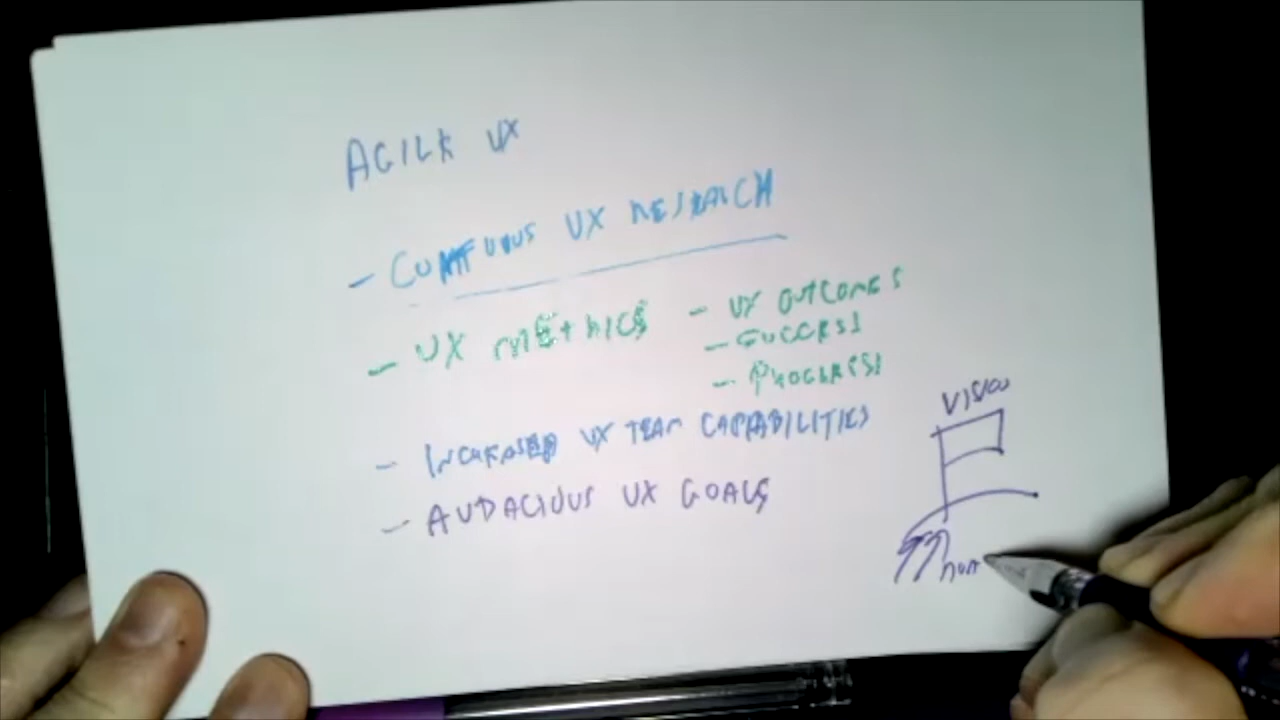 AGILE UX
- CONTINUOUS UX RESEARCH
- UX METRICS
- UX OUTCOMES
- SUCCESS
- PROGRESS
- INCREASED UX TEAM CAPABILITIES
- AUDACIOUS UX GOALS
VISION